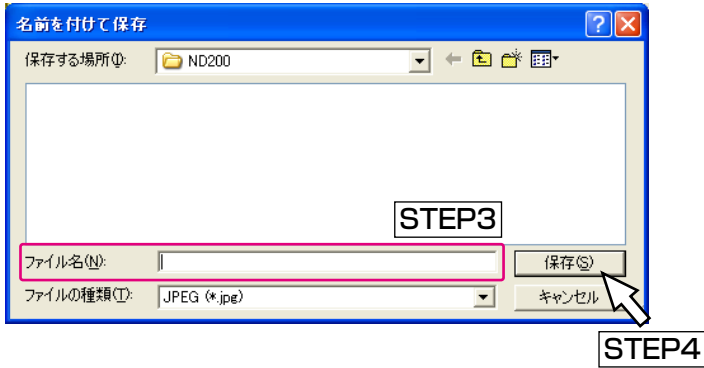 名前を付けて保存
保存する場所(I): ND200
STEP3
ファイル名(N): 保存(S)
ファイルの種類(T): JPEG (*.jpg) キャンセル
STEP4